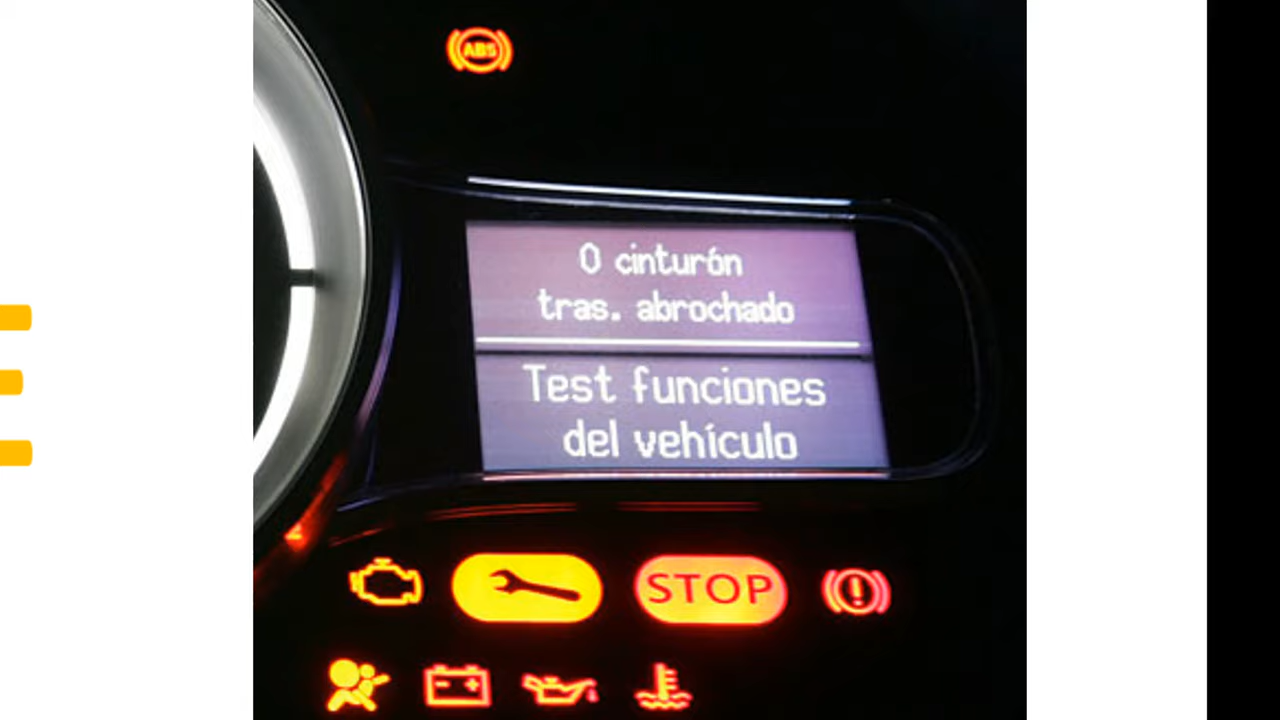 ABS
0 cinturón
tras. abrochado
Test funciones
del vehículo
STOP